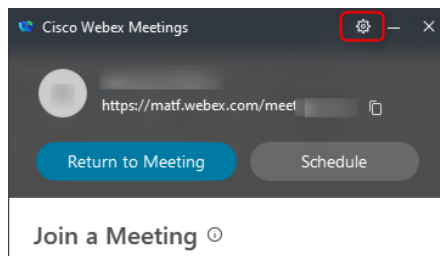 Cisco Webex Meetings
https://matf.webex.com/meet
Return to Meeting
Schedule
Join a Meeting